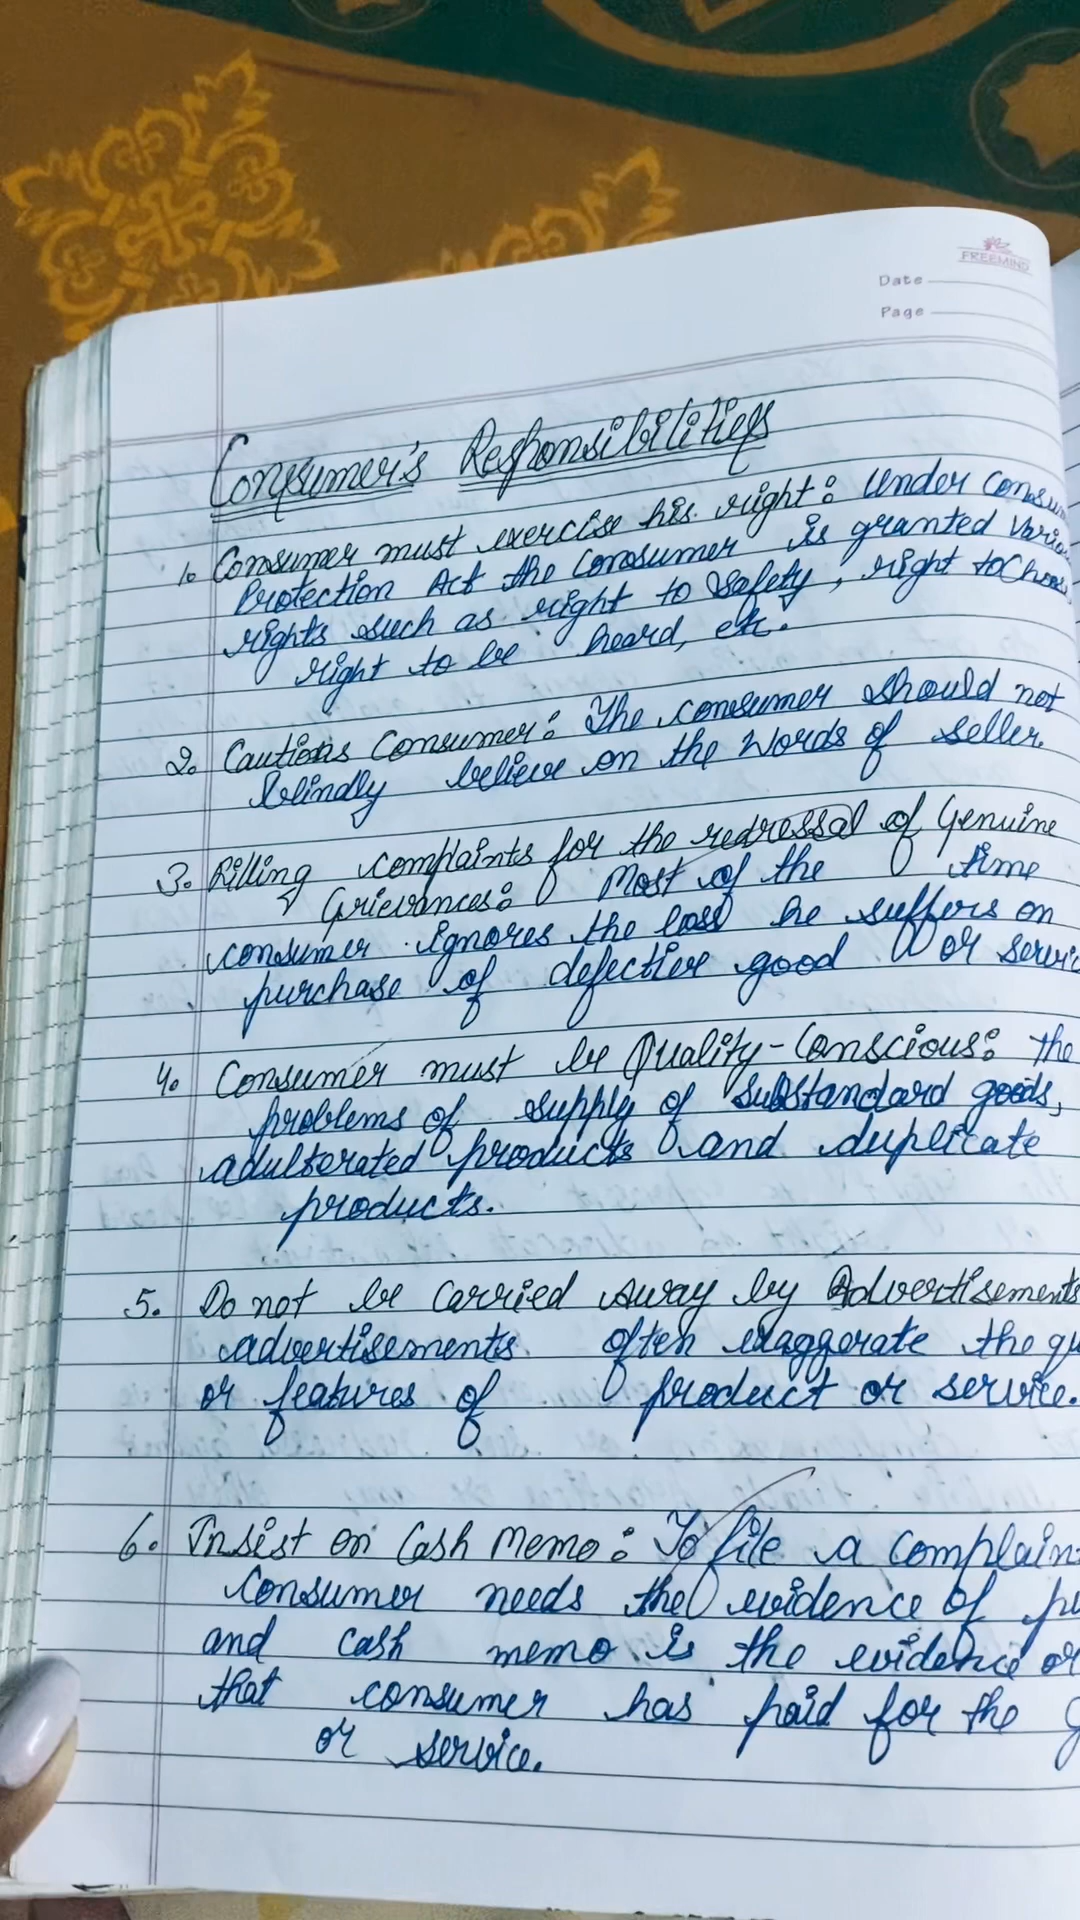 FREEMIND
Date
Page
Consumer's Responsibilities
1. Consumer must exercise his right: Under Consu
Protection Act the Consumer is granted Vario
rights such as right to Safety, right to Choos
right to be heard, etc.
2. Cautions Consumer: The consumer should not
blindly believe on the Words of seller.
3. Filling complaints for the redressal of Genuine
Grievances: Most of the time
consumer ignores the loss he suffers on
purchase of defective good or servic
4. Consumer must be Quality-Conscious: the
problems of supply of substandard goods,
adulterated products and duplicate
products.
5. Do not be Carried away by Advertisements
advertisements often exaggerate the qu
or features of product or service.
6. Insist on Cash Memo: To file a complain
Consumer needs the evidence of pu
and cash memo is the evidence or
that consumer has paid for the g
or service.